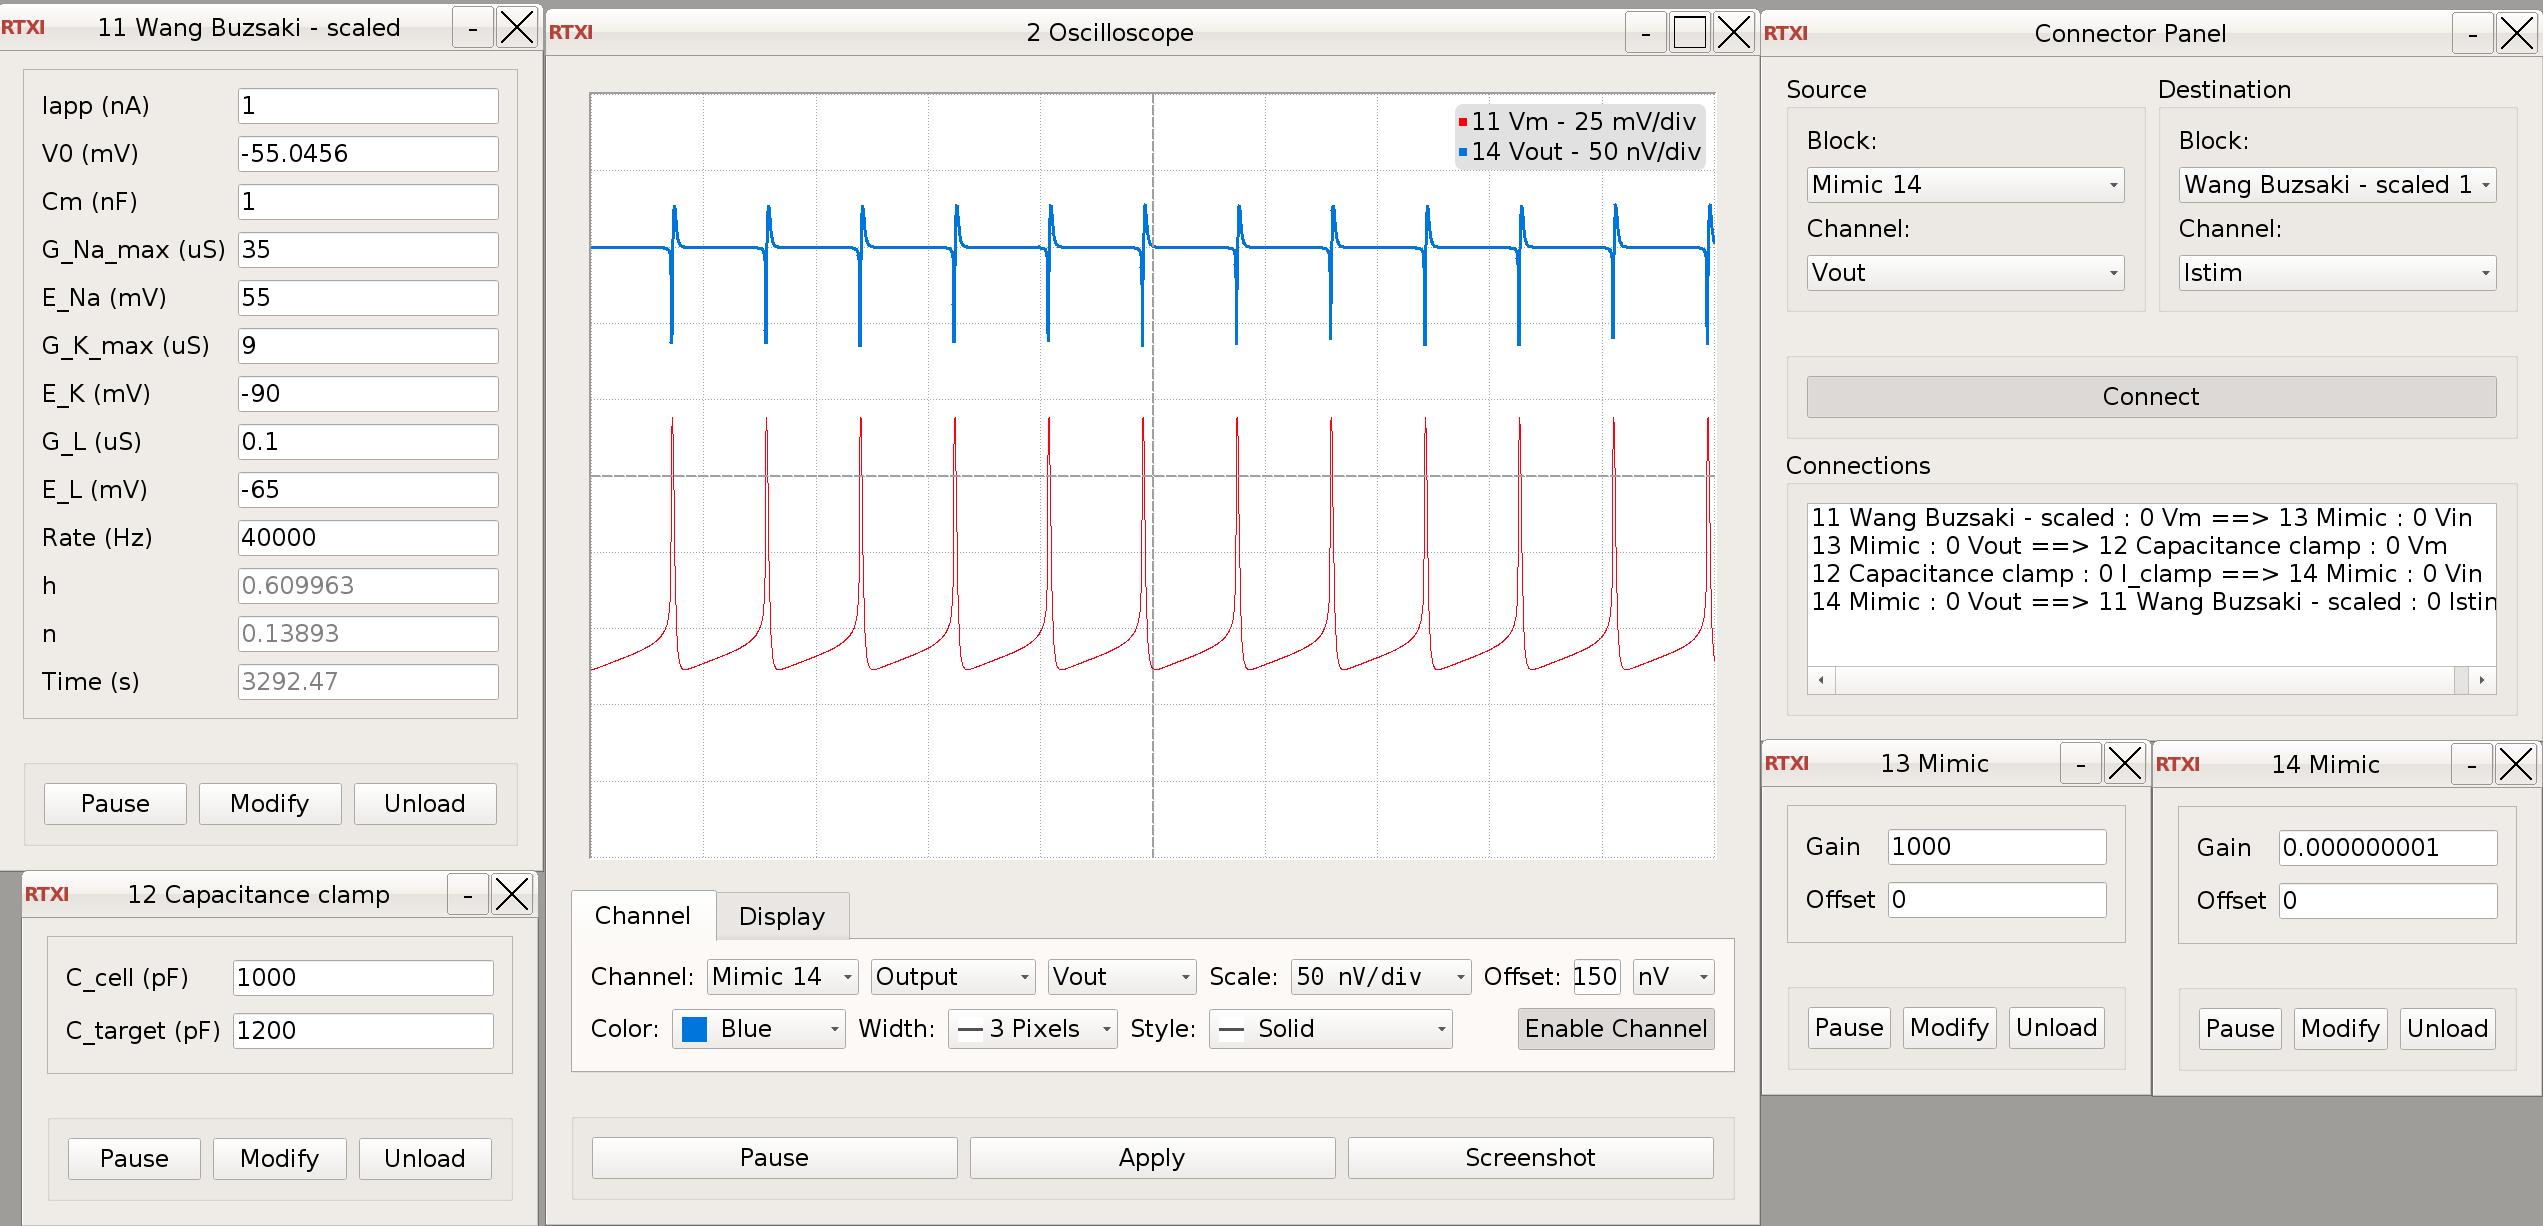 RTXI 11 Wang Buzsaki - scaled -
Iapp (nA) 1
V0 (mV) -55.0456
Cm (nF) 1
G_Na_max (uS) 35
E_Na (mV) 55
G_K_max (uS) 9
E_K (mV) -90
G_L (uS) 0.1
E_L (mV) -65
Rate (Hz) 40000
h 0.609963
n 0.13893
Time (s) 3292.47
Pause Modify Unload
RTXI 12 Capacitance clamp -
C_cell (pF) 1000
C_target (pF) 1200
Pause Modify Unload
RTXI 2 Oscilloscope -
11 Vm - 25 mV/div
14 Vout - 50 nV/div
Channel Display
Channel: Mimic 14 Output Vout Scale: 50 nV/div Offset: 150 nV
Color: Blue Width: 3 Pixels Style: Solid Enable Channel
Pause Apply Screenshot
RTXI Connector Panel -
Source Destination
Block: Block:
Mimic 14 Wang Buzsaki - scaled 1
Channel: Channel:
Vout Istim
Connect
Connections
11 Wang Buzsaki - scaled : 0 Vm ==> 13 Mimic : 0 Vin
13 Mimic : 0 Vout ==> 12 Capacitance clamp : 0 Vm
12 Capacitance clamp : 0 I_clamp ==> 14 Mimic : 0 Vin
14 Mimic : 0 Vout ==> 11 Wang Buzsaki - scaled : 0 Istin
RTXI 13 Mimic -
Gain 1000
Offset 0
Pause Modify Unload
RTXI 14 Mimic -
Gain 0.000000001
Offset 0
Pause Modify Unload